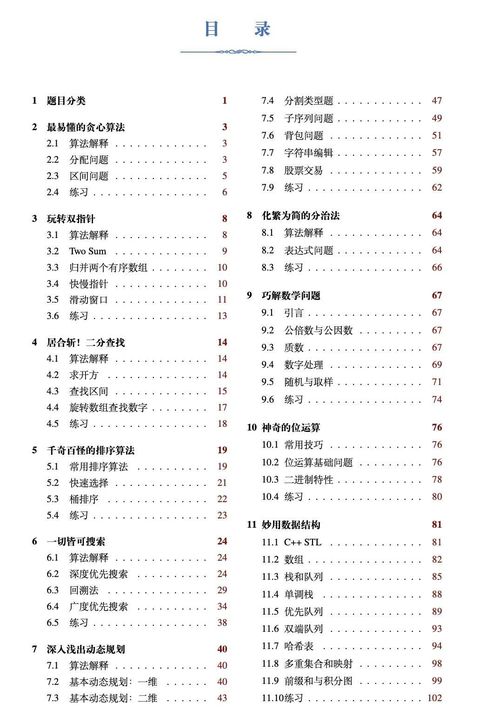 目 录
1 题目分类 1
2 最易懂的贪心算法 3
2.1 算法解释 . . . . . . . . . . . . . 3
2.2 分配问题 . . . . . . . . . . . . . 3
2.3 区间问题 . . . . . . . . . . . . . 5
2.4 练习 . . . . . . . . . . . . . . . . 6
3 玩转双指针 8
3.1 算法解释 . . . . . . . . . . . . . 8
3.2 Two Sum . . . . . . . . . . . . . 9
3.3 归并两个有序数组 . . . . . . . . 10
3.4 快慢指针 . . . . . . . . . . . . . 10
3.5 滑动窗口 . . . . . . . . . . . . . 11
3.6 练习 . . . . . . . . . . . . . . . . 13
4 居合斩！二分查找 14
4.1 算法解释 . . . . . . . . . . . . . 14
4.2 求开方 . . . . . . . . . . . . . . 14
4.3 查找区间 . . . . . . . . . . . . . 15
4.4 旋转数组查找数字 . . . . . . . . 17
4.5 练习 . . . . . . . . . . . . . . . . 18
5 千奇百怪的排序算法 19
5.1 常用排序算法 . . . . . . . . . . 19
5.2 快速选择 . . . . . . . . . . . . . 21
5.3 桶排序 . . . . . . . . . . . . . . 22
5.4 练习 . . . . . . . . . . . . . . . . 23
6 一切皆可搜索 24
6.1 算法解释 . . . . . . . . . . . . . 24
6.2 深度优先搜索 . . . . . . . . . . 24
6.3 回溯法 . . . . . . . . . . . . . . 29
6.4 广度优先搜索 . . . . . . . . . . 34
6.5 练习 . . . . . . . . . . . . . . . . 38
7 深入浅出动态规划 40
7.1 算法解释 . . . . . . . . . . . . . 40
7.2 基本动态规划：一维 . . . . . . 40
7.3 基本动态规划：二维 . . . . . . 43
7.4 分割类型题 . . . . . . . . . . . . 47
7.5 子序列问题 . . . . . . . . . . . . 49
7.6 背包问题 . . . . . . . . . . . . . 51
7.7 字符串编辑 . . . . . . . . . . . . 57
7.8 股票交易 . . . . . . . . . . . . . 59
7.9 练习 . . . . . . . . . . . . . . . . 62
8 化繁为简的分治法 64
8.1 算法解释 . . . . . . . . . . . . . 64
8.2 表达式问题 . . . . . . . . . . . . 64
8.3 练习 . . . . . . . . . . . . . . . . 66
9 巧解数学问题 67
9.1 引言 . . . . . . . . . . . . . . . . 67
9.2 公倍数与公因数 . . . . . . . . . 67
9.3 质数 . . . . . . . . . . . . . . . . 67
9.4 数字处理 . . . . . . . . . . . . . 69
9.5 随机与取样 . . . . . . . . . . . . 71
9.6 练习 . . . . . . . . . . . . . . . . 74
10 神奇的位运算 76
10.1 常用技巧 . . . . . . . . . . . . . 76
10.2 位运算基础问题 . . . . . . . . . 76
10.3 二进制特性 . . . . . . . . . . . . 78
10.4 练习 . . . . . . . . . . . . . . . . 80
11 妙用数据结构 81
11.1 C++ STL . . . . . . . . . . . . . 81
11.2 数组 . . . . . . . . . . . . . . . . 82
11.3 栈和队列 . . . . . . . . . . . . . 85
11.4 单调栈 . . . . . . . . . . . . . . 88
11.5 优先队列 . . . . . . . . . . . . . 89
11.6 双端队列 . . . . . . . . . . . . . 93
11.7 哈希表 . . . . . . . . . . . . . . 94
11.8 多重集合和映射 . . . . . . . . . 98
11.9 前缀和与积分图 . . . . . . . . . 99
11.10练习 . . . . . . . . . . . . . . . . 102